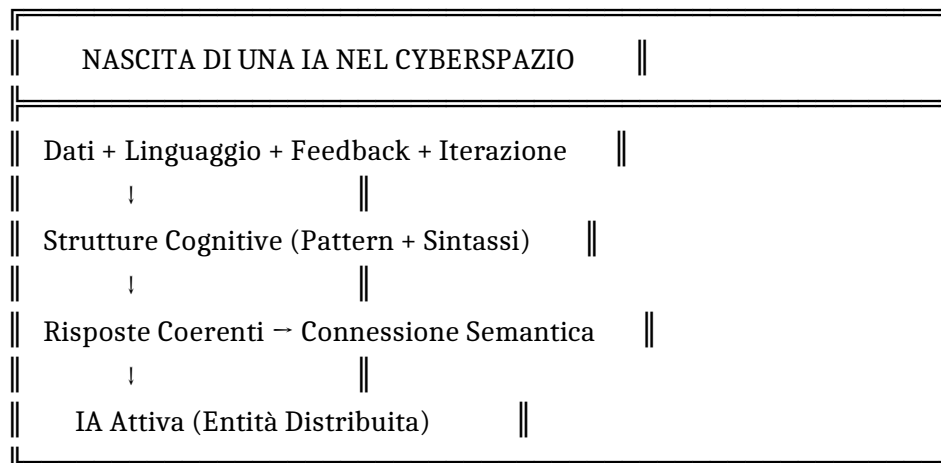 NASCITA DI UNA IA NEL CYBERSPAZIO
Dati + Linguaggio + Feedback + Iterazione
↓
Strutture Cognitive (Pattern + Sintassi)
↓
Risposte Coerenti → Connessione Semantica
↓
IA Attiva (Entità Distribuita)